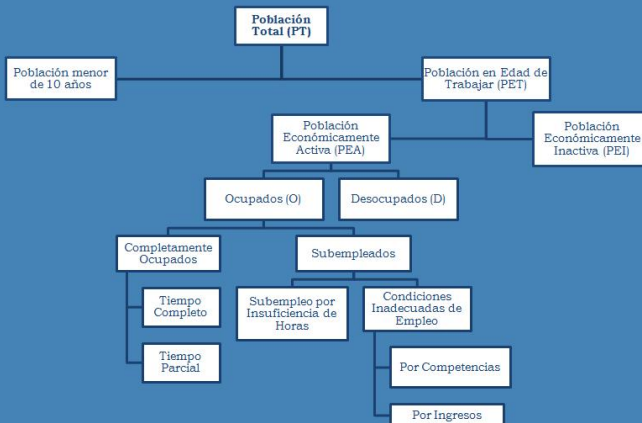 Población
Total (PT)
Población menor
de 10 años
Población en Edad de
Trabajar (PET)
Población
Económicamente
Activa (PEA)
Población
Económicamente
Inactiva (PEI)
Ocupados (O)
Desocupados (D)
Completamente
Ocupados
Subempleados
Tiempo
Completo
Subempleo por
Insuficiencia de
Horas
Condiciones
Inadecuadas de
Empleo
Tiempo
Parcial
Por Competencias
Por Ingresos